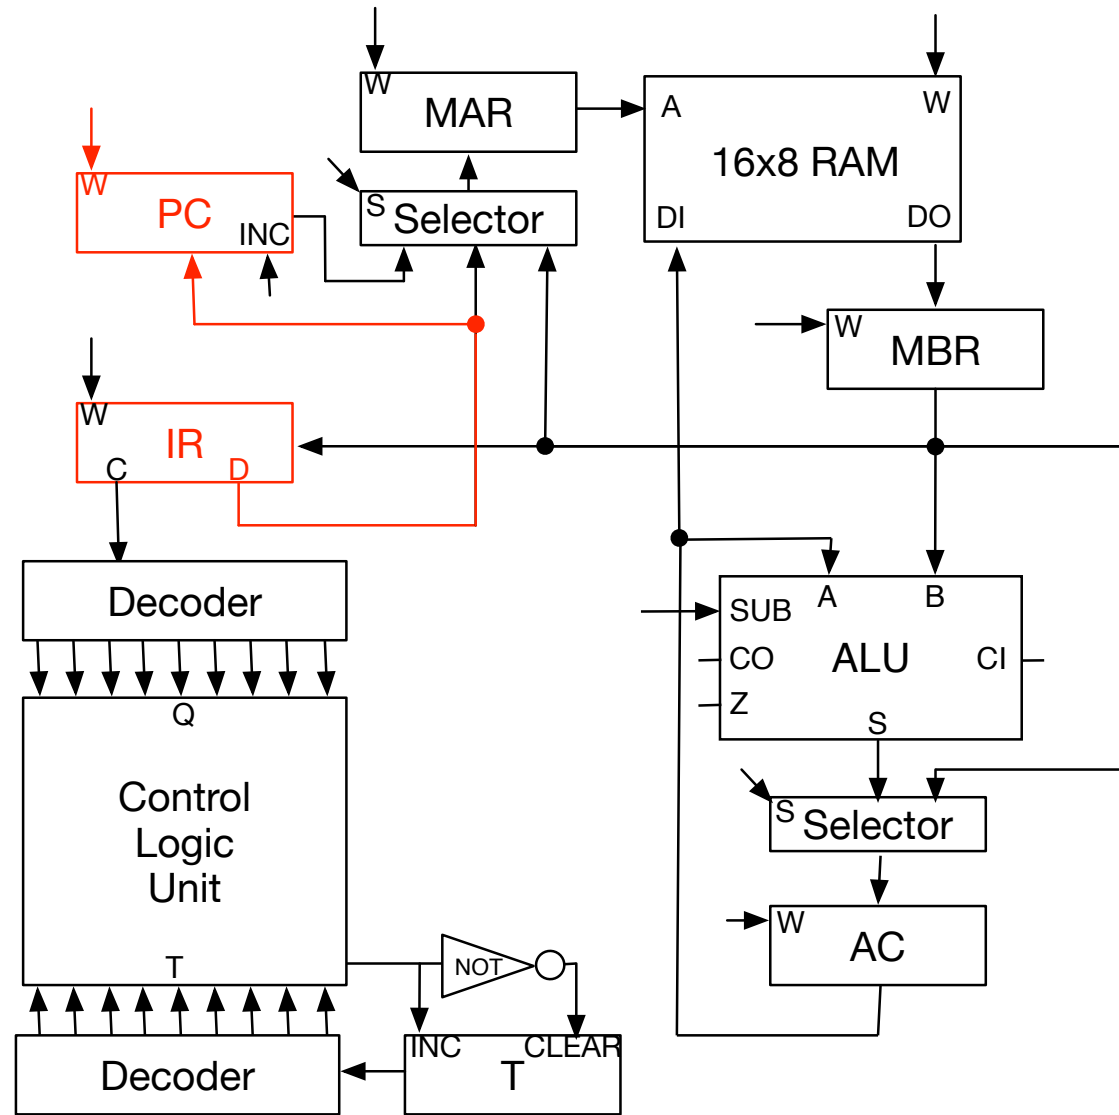 W
MAR
A
W
16x8 RAM
DI
DO
W
PC
INC
S
Selector
W
MBR
W
IR
C
D
Decoder
Q
Control
Logic
Unit
T
A
B
SUB
CO
ALU
CI
Z
S
S
Selector
W
AC
NOT
INC
CLEAR
T
Decoder